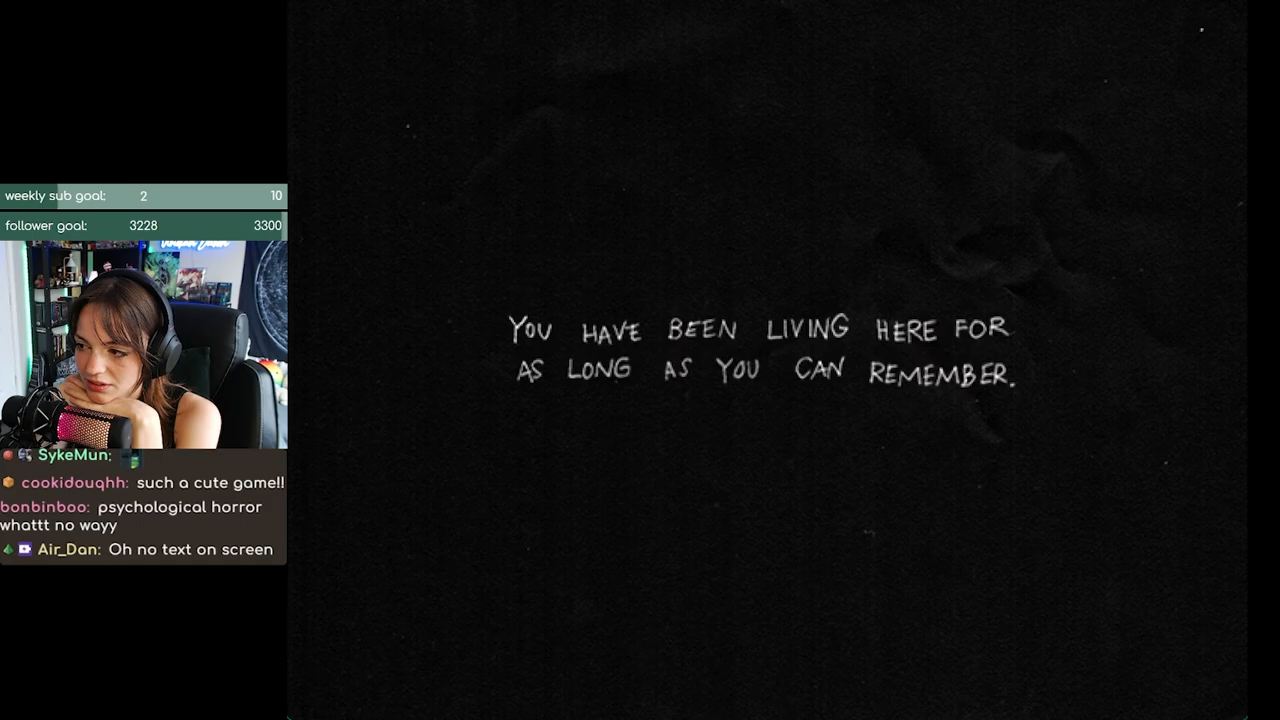 weekly sub goal: 2 10
follower goal: 3228 3300
SykeMun:
cookidouqhh: such a cute game!!
bonbinboo: psychological horror
whattt no wayy
Air_Dan: Oh no text on screen
YOU HAVE BEEN LIVING HERE FOR
AS LONG AS YOU CAN REMEMBER.